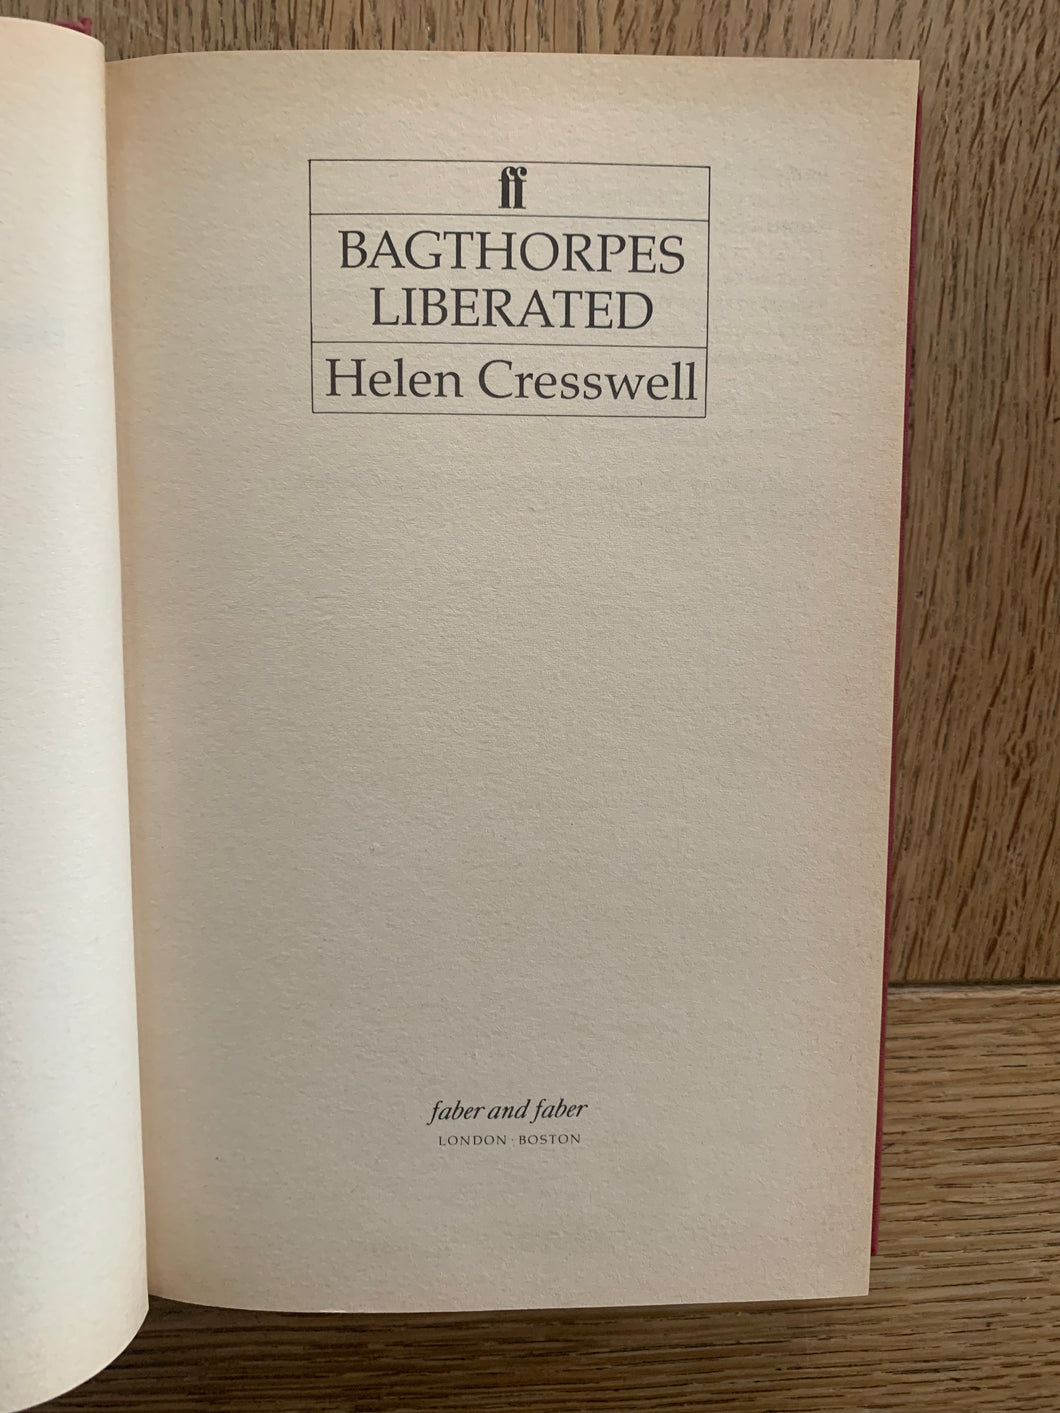 ff
BAGTHORPES
LIBERATED
Helen Cresswell
faber and faber
LONDON · BOSTON